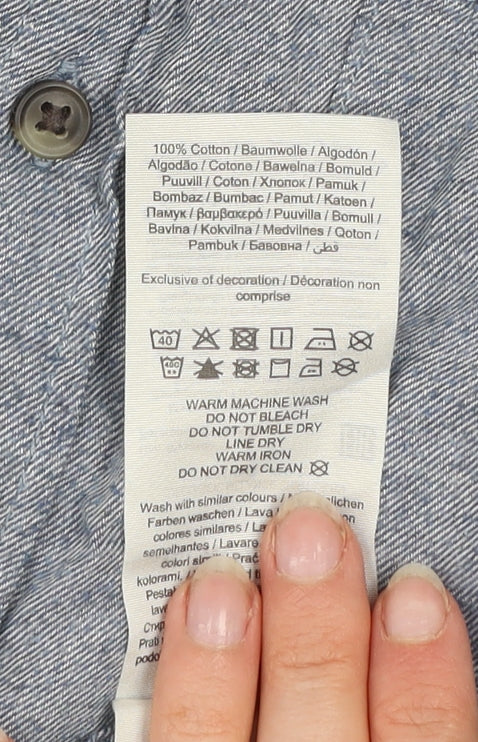 100% Cotton / Baumwolle / Algodón /
Algodão / Cotone / Bawełna / Bomuld /
Puuvill / Coton / Хлопок / Pamuk /
Bombaz / Bumbac / Pamut / Katoen /
Памук / βαμβακερό / Puuvilla / Bomull /
Bavlna / Kokvilna / Medvilnes / Qoton /
Pambuk / Бавовна / قطن
Exclusive of decoration / Décoration non
comprise
40
WARM MACHINE WASH
DO NOT BLEACH
DO NOT TUMBLE DRY
LINE DRY
WARM IRON
DO NOT DRY CLEAN
Wash with similar colours /
Farben waschen / Lava
colores similares /
semelhantes / Lavare
colori
kolorami,